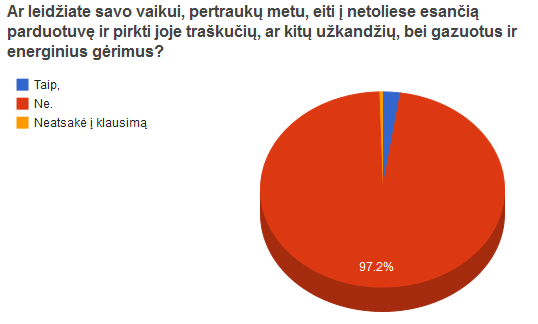 Ar leidžiate savo vaikui, pertraukų metu, eiti į netoliese esančią
parduotuvę ir pirkti joje traškučių, ar kitų užkandžių, bei gazuotus ir
energinius gėrimus?
Taip,
Ne.
Neatsakė į klausimą
97.2%